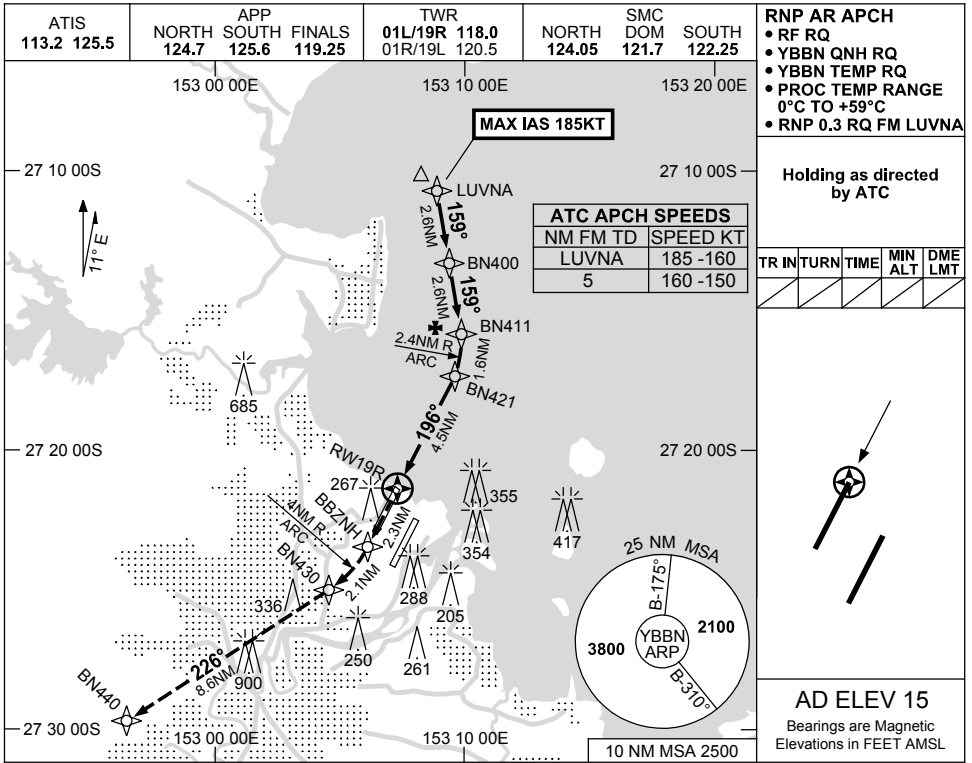 ATIS
113.2 125.5
APP
NORTH SOUTH FINALS
124.7 125.6 119.25
TWR
01L/19R 118.0
01R/19L 120.5
SMC
NORTH DOM SOUTH
124.05 121.7 122.25
RNP AR APCH
• RF RQ
• YBBN QNH RQ
• YBBN TEMP RQ
• PROC TEMP RANGE
0°C TO +59°C
• RNP 0.3 RQ FM LUVNA
Holding as directed
by ATC
TR IN TURN TIME MIN ALT DME LMT
153 00 00E
153 10 00E
153 20 00E
MAX IAS 185KT
27 10 00S
27 10 00S
LUVNA
11° E
159°
2.6NM
ATC APCH SPEEDS
NM FM TD SPEED KT
LUVNA 185 -160
5 160 -150
BN400
159°
2.6NM
BN411
2.4NM R
ARC
1.6NM
BN421
685
196°
4.5NM
27 20 00S
27 20 00S
RW19R
267
355
BBZNH
2.3NM
354
417
4NM R
ARC
BN430
2.1NM
336
288
205
250
261
25 NM MSA
B-175°
3800
YBBN
ARP
2100
B-310°
226°
8.6NM
900
BN440
27 30 00S
153 00 00E
153 10 00E
10 NM MSA 2500
AD ELEV 15
Bearings are Magnetic
Elevations in FEET AMSL